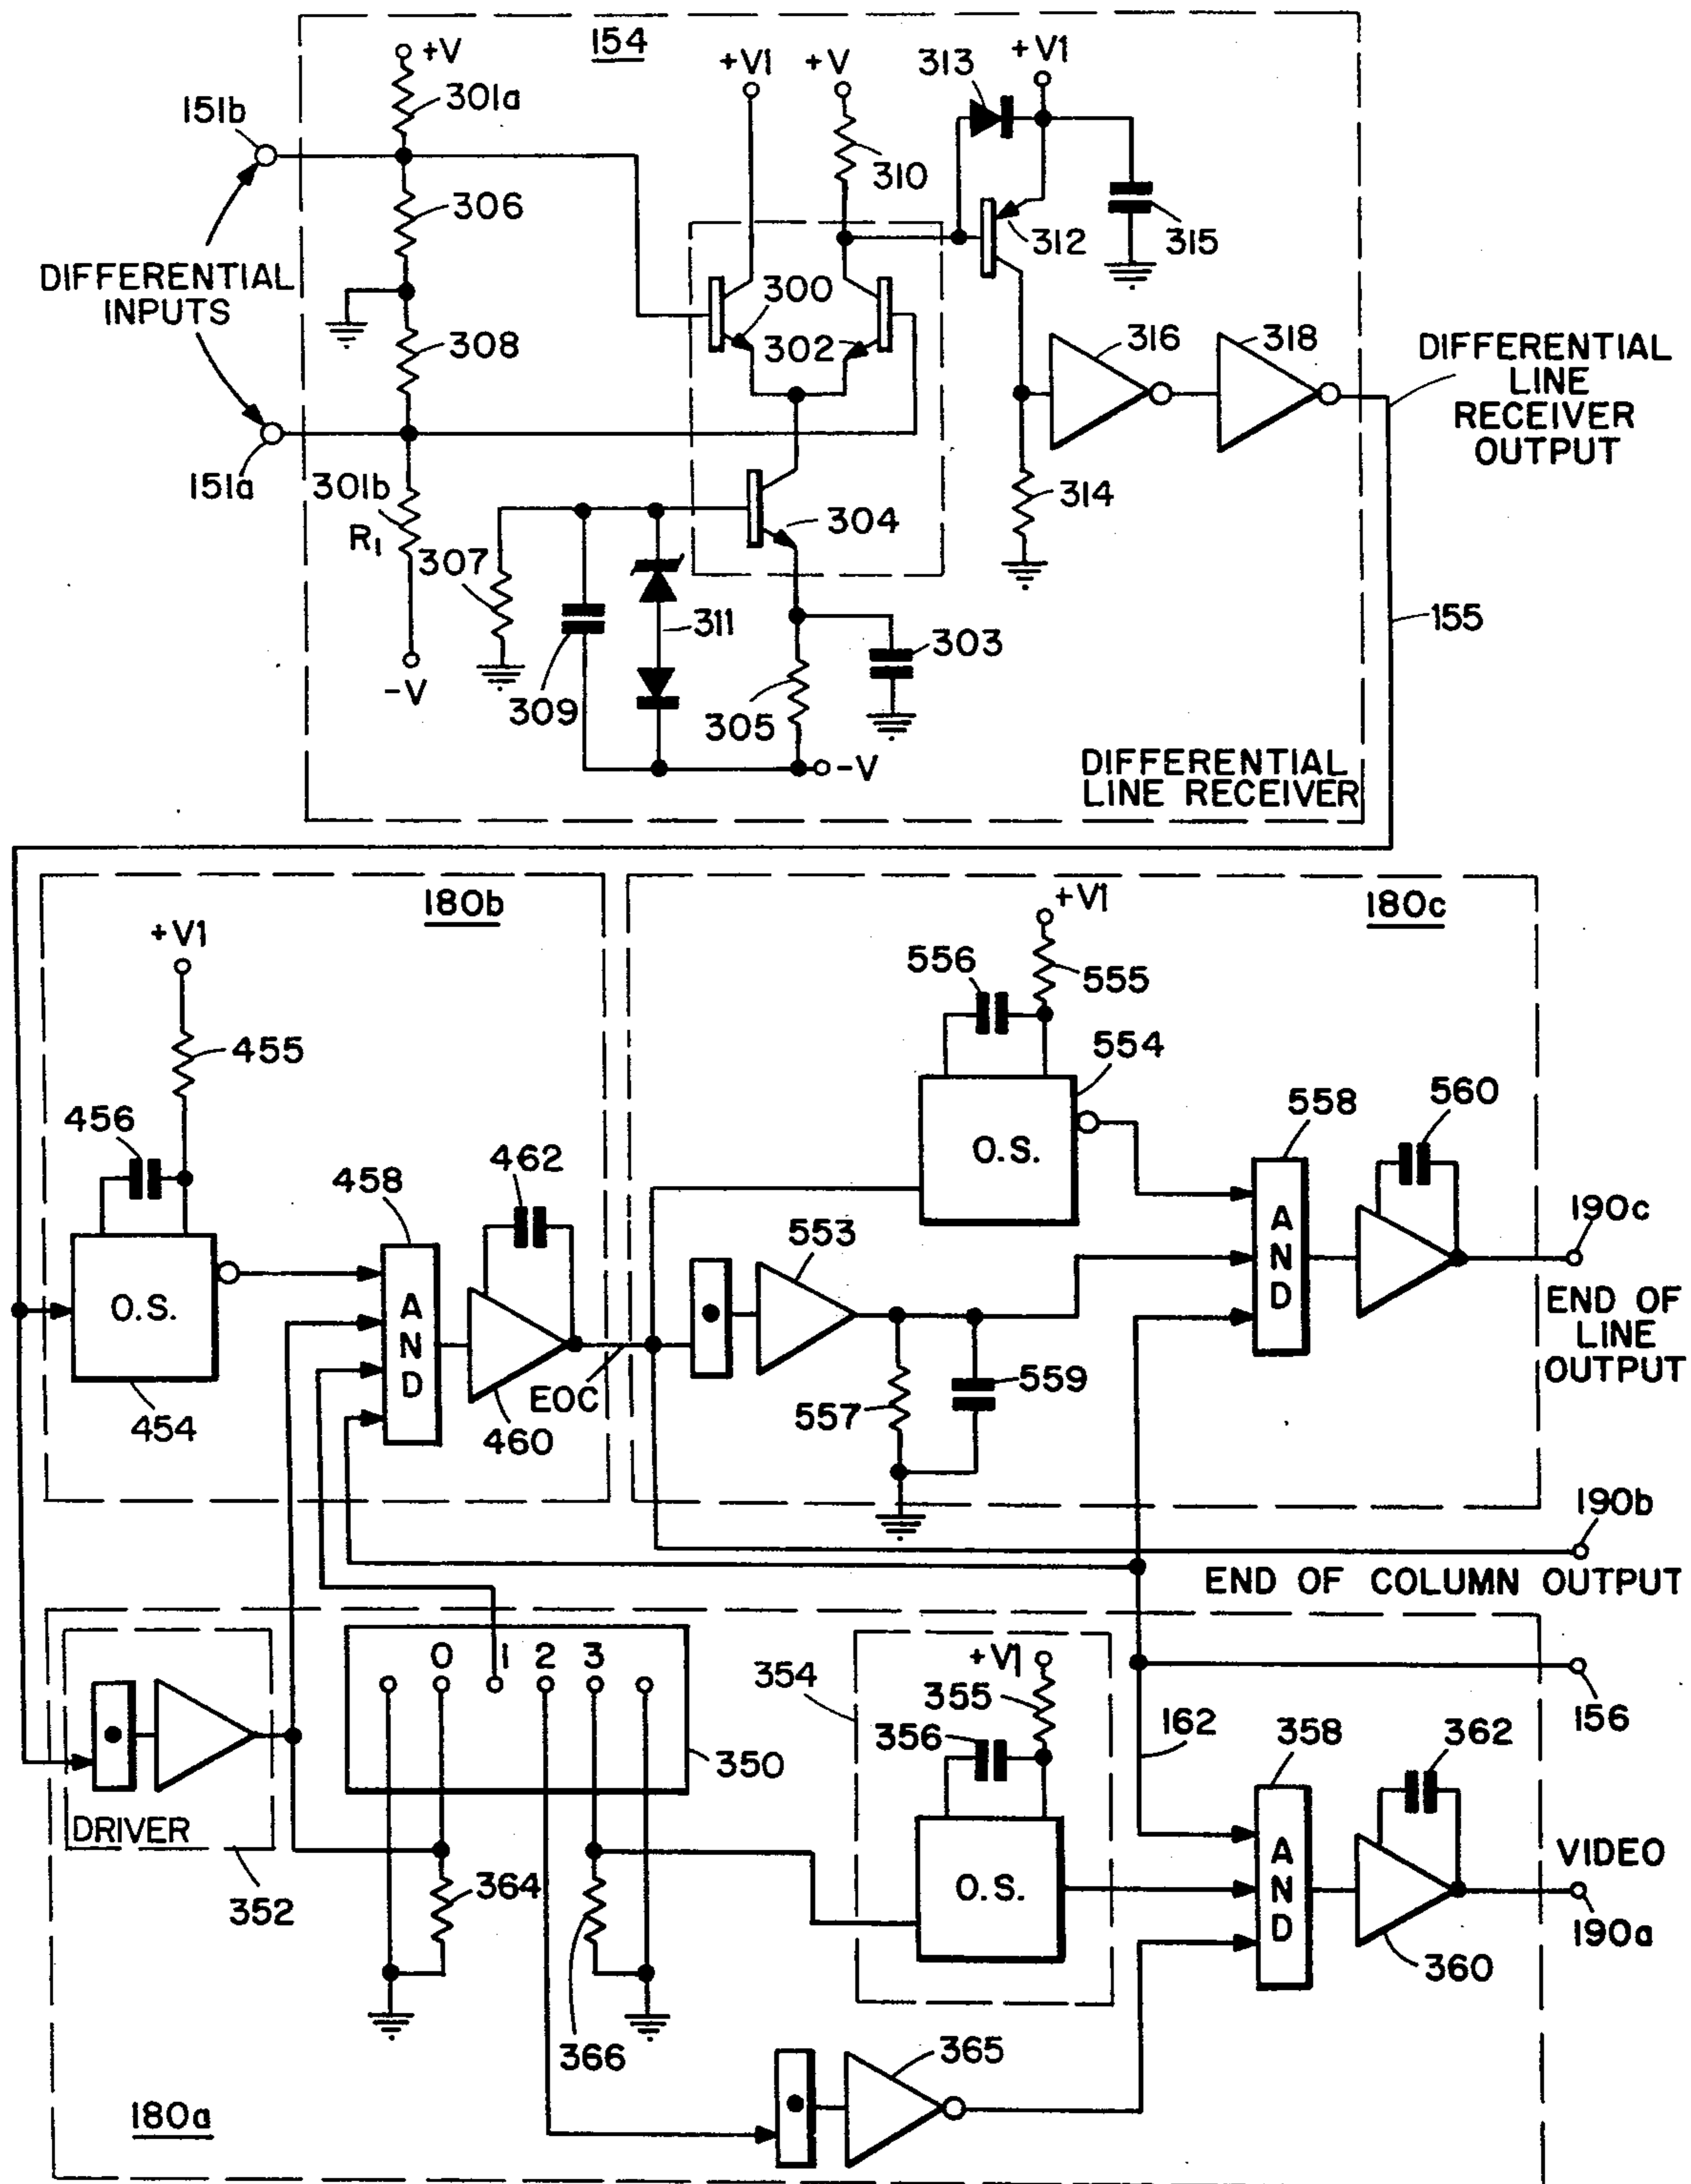 154
+V
301a
151b
+V1
+V
313
+V1
310
306
312
315
DIFFERENTIAL
INPUTS
300
302
308
316
318
DIFFERENTIAL
LINE
RECEIVER
OUTPUT
151a
301b
R1
304
314
307
311
303
155
-V
309
305
-V
DIFFERENTIAL
LINE RECEIVER
180b
+V1
180c
+V1
556
555
455
554
456
458
462
558
560
O.S.
553
190c
O.S.
AND
AND
END OF
LINE
OUTPUT
EOC
559
454
460
557
190b
END OF COLUMN OUTPUT
0
1
2
3
354
+V1
355
156
356
162
358
362
350
DRIVER
VIDEO
352
364
O.S.
AND
190a
360
366
365
180a